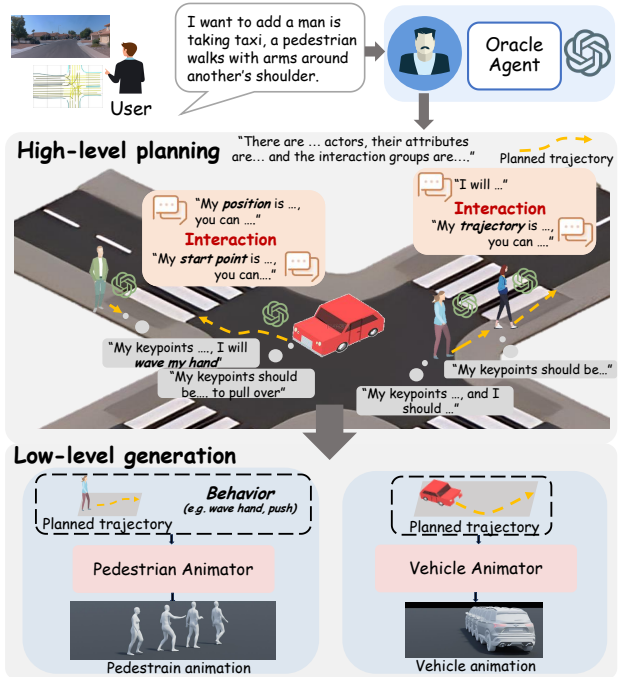 I want to add a man is
taking taxi, a pedestrian
walks with arms around
another's shoulder.
User
Oracle
Agent
High-level planning
"There are … actors, their attributes
are… and the interaction groups are…."
Planned trajectory
"My position is …,
you can …."
Interaction
"My start point is …,
you can…."
"I will …"
Interaction
"My trajectory is …,
you can …."
"My keypoints …., I will
wave my hand"
"My keypoints should
be…. to pull over"
"My keypoints should be…"
"My keypoints …, and I
should …"
Low-level generation
Behavior
(e.g. wave hand, push)
Planned trajectory
Pedestrian Animator
Pedestrain animation
Planned trajectory
Vehicle Animator
Vehicle animation